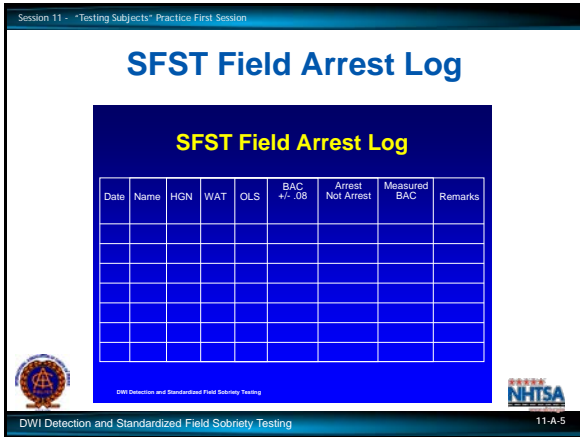 Session 11 - "Testing Subjects" Practice First Session
SFST Field Arrest Log
SFST Field Arrest Log
Date Name HGN WAT OLS BAC +/- .08 Arrest Not Arrest Measured BAC Remarks
DWI Detection and Standardized Field Sobriety Testing
NHTSA
DWI Detection and Standardized Field Sobriety Testing
11-A-5